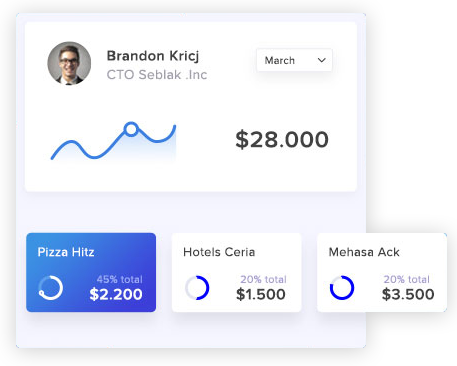 Brandon Kricj
CTO Seblak .Inc
March
$28.000
Pizza Hitz
45% total
$2.200
Hotels Ceria
20% total
$1.500
Mehasa Ack
20% total
$3.500